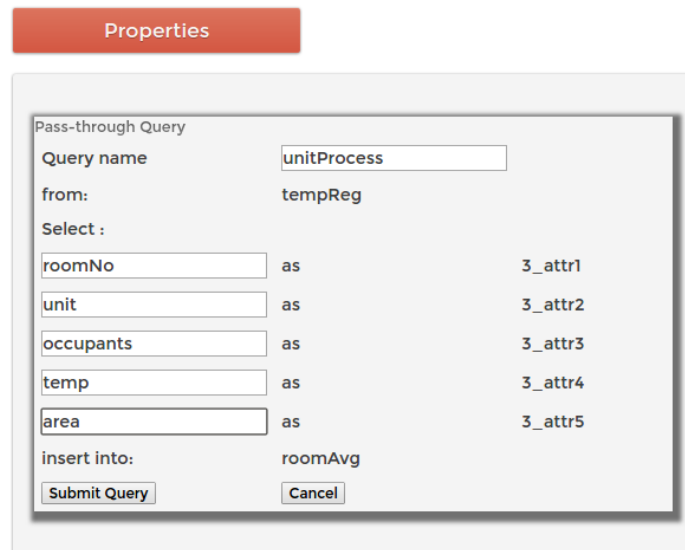 Properties
Pass-through Query
Query name unitProcess
from: tempReg
Select :
roomNo as 3_attr1
unit as 3_attr2
occupants as 3_attr3
temp as 3_attr4
area as 3_attr5
insert into: roomAvg
Submit Query Cancel